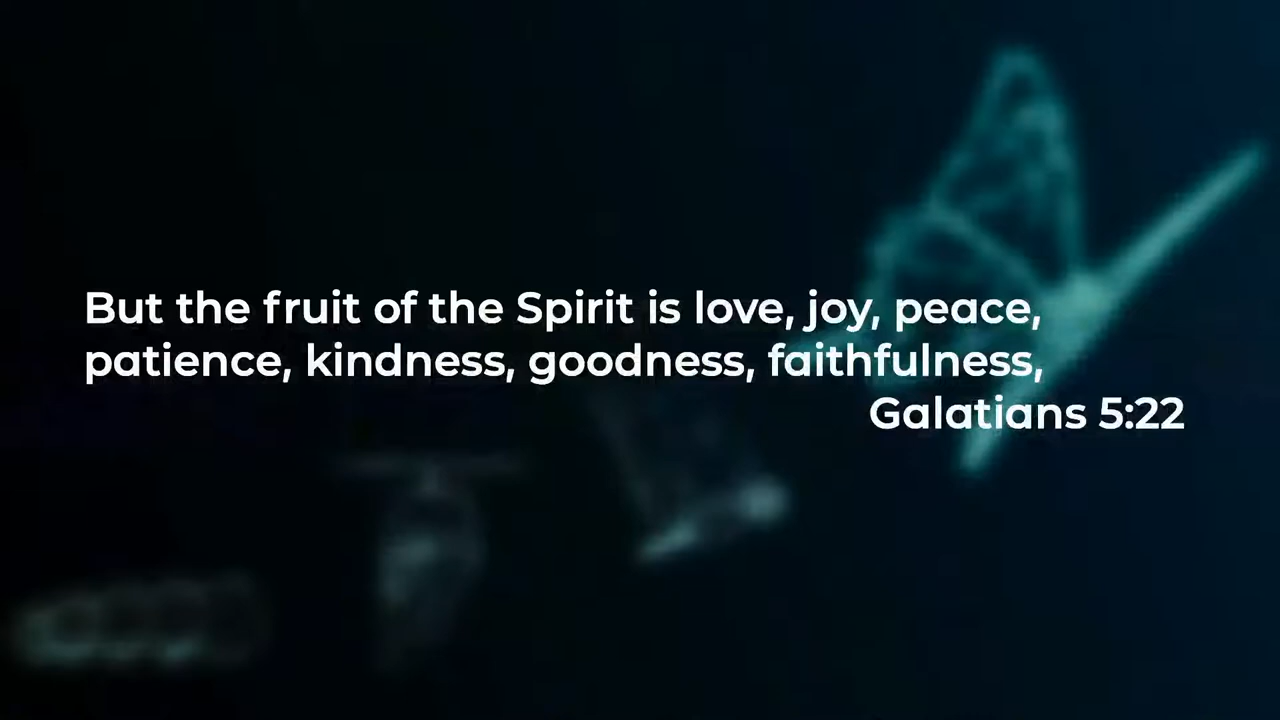 But the fruit of the Spirit is love, joy, peace,
patience, kindness, goodness, faithfulness,
Galatians 5:22